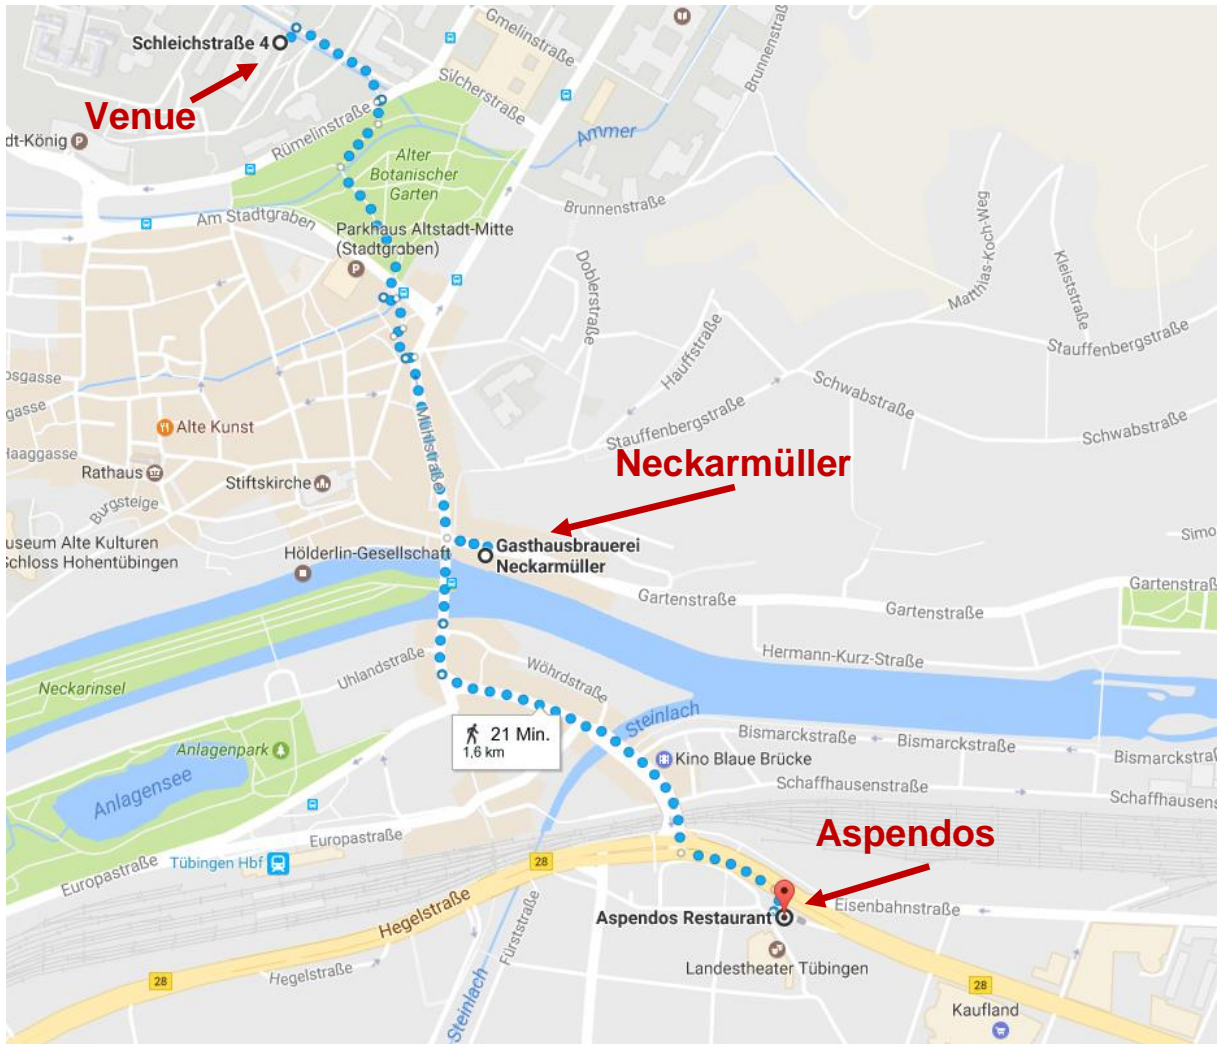 Schleichstraße 4
Venue
Gmelinstraße
Silcherstraße
Brunnenstraße
Rümelinstraße
Ammer
dt-König
Alter
Botanischer
Garten
Am Stadtgraben
Brunnenstraße
Parkhaus Altstadt-Mitte
(Stadtgraben)
Doblerstraße
Matthias-Koch-Weg
Kleiststraße
Hauffstraße
Stauffenbergstraße
Schwabstraße
osgasse
gasse
Mühlstraße
Alte Kunst
Stauffenbergstraße
Schwabstraße
Haaggasse
Rathaus
Stiftskirche
Neckarmüller
Burgsteige
useum Alte Kulturen
Schloss Hohentübingen
Hölderlin-Gesellschaft
Gasthausbrauerei
Neckarmüller
Simo
Gartenstraße
Gartenstraße
Gartenstraß
Hermann-Kurz-Straße
Uhlandstraße
Wöhrdstraße
Neckarinsel
Steinlach
21 Min.
1,6 km
Anlagenpark
Anlagensee
Kino Blaue Brücke
Bismarckstraße
Bismarckstraße
Bismarckstraß
Schaffhausenstraße
Schaffhausens
Europastraße
Europastraße
Tübingen Hbf
28
Aspendos
Hegelstraße
Aspendos Restaurant
Eisenbahnstraße
Fürststraße
Landestheater Tübingen
Hegelstraße
28
Steinlach
28
Kaufland